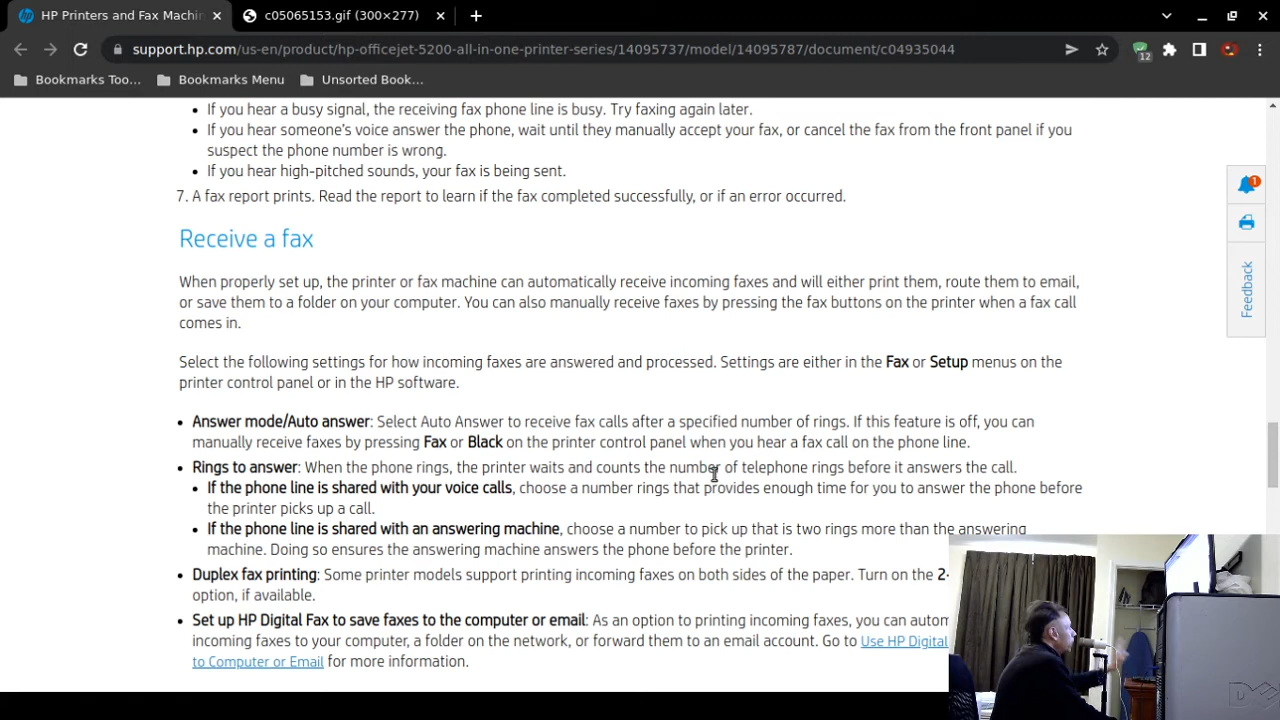 HP Printers and Fax Machin
c05065153.gif (300×277)
support.hp.com/us-en/product/hp-officejet-5200-all-in-one-printer-series/14095737/model/14095787/document/c04935044
12
Bookmarks Too...
Bookmarks Menu
Unsorted Book...
• If you hear a busy signal, the receiving fax phone line is busy. Try faxing again later.
• If you hear someone's voice answer the phone, wait until they manually accept your fax, or cancel the fax from the front panel if you
suspect the phone number is wrong.
• If you hear high-pitched sounds, your fax is being sent.
7. A fax report prints. Read the report to learn if the fax completed successfully, or if an error occurred.
1
Receive a fax
Feedback
When properly set up, the printer or fax machine can automatically receive incoming faxes and will either print them, route them to email,
or save them to a folder on your computer. You can also manually receive faxes by pressing the fax buttons on the printer when a fax call
comes in.
Select the following settings for how incoming faxes are answered and processed. Settings are either in the Fax or Setup menus on the
printer control panel or in the HP software.
• Answer mode/Auto answer: Select Auto Answer to receive fax calls after a specified number of rings. If this feature is off, you can
manually receive faxes by pressing Fax or Black on the printer control panel when you hear a fax call on the phone line.
• Rings to answer: When the phone rings, the printer waits and counts the number of telephone rings before it answers the call.
• If the phone line is shared with your voice calls, choose a number rings that provides enough time for you to answer the phone before
the printer picks up a call.
• If the phone line is shared with an answering machine, choose a number to pick up that is two rings more than the answering
machine. Doing so ensures the answering machine answers the phone before the printer.
• Duplex fax printing: Some printer models support printing incoming faxes on both sides of the paper. Turn on the 2-
option, if available.
• Set up HP Digital Fax to save faxes to the computer or email: As an option to printing incoming faxes, you can autom
incoming faxes to your computer, a folder on the network, or forward them to an email account. Go to Use HP Digital
to Computer or Email for more information.
DELL